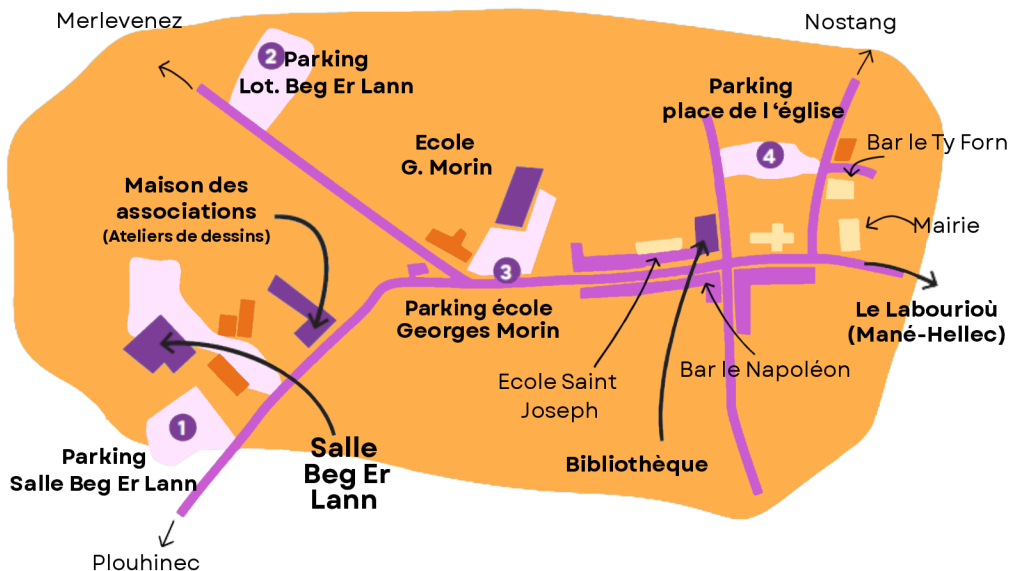 Merlevenez
Nostang
2
Parking
Lot. Beg Er Lann
Parking
place de l ‘église
4
Bar le Ty Forn
Ecole
G. Morin
Maison des
associations
(Ateliers de dessins)
Mairie
3
Parking école
Georges Morin
Le Labourioù
(Mané-Hellec)
Ecole Saint
Joseph
Bar le Napoléon
Bibliothèque
1
Parking
Salle Beg Er Lann
Salle
Beg Er
Lann
Plouhinec